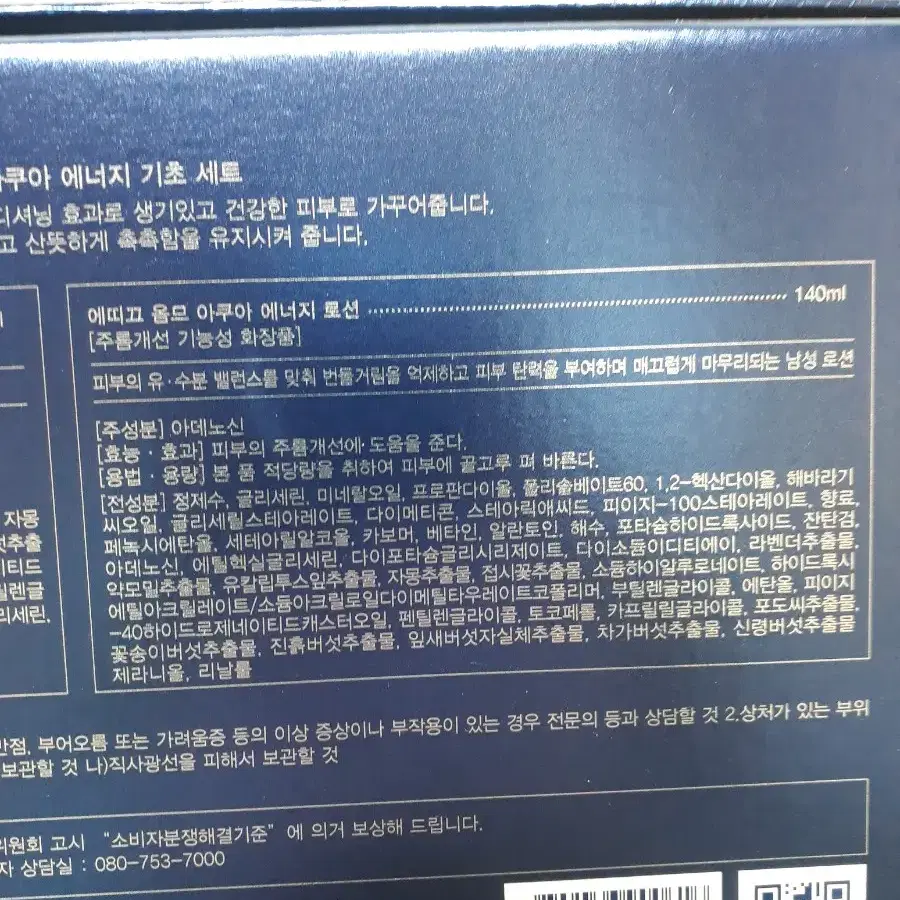 쿠아 에너지 기초 세트
디셔닝 효과로 생기있고 건강한 피부로 가꾸어줍니다.
고 산뜻하게 촉촉함을 유지시켜 줍니다.
에띠끄 옴므 아쿠아 에너지 로션 140ml
[주름개선 기능성 화장품]
피부의 유·수분 밸런스를 맞춰 번들거림을 억제하고 피부 탄력을 부여하며 매끄럽게 마무리되는 남성 로션
[주성분] 아데노신
[효능·효과] 피부의 주름개선에 도움을 준다.
[용법·용량] 본 품 적당량을 취하여 피부에 골고루 펴 바른다.
[전성분] 정제수, 글리세린, 미네랄오일, 프로판다이올, 폴리솔베이트60, 1,2-헥산다이올, 해바라기
씨오일, 글리세릴스테아레이트, 다이메티콘, 스테아릭애씨드, 피이지-100스테아레이트, 향료,
페녹시에탄올, 세테아릴알코올, 카보머, 베타인, 알란토인, 해수, 포타슘하이드록사이드, 잔탄검,
아데노신, 에틸헥실글리세린, 다이포타슘글리시리제이트, 다이소듐이디티에이, 라벤더추출물,
약모밀추출물, 유칼립투스잎추출물, 자몽추출물, 접시꽃추출물, 소듐하이알루로네이트, 하이드록시
에틸아크릴레이트/소듐아크릴로일다이메틸타우레이트코폴리머, 부틸렌글라이콜, 에탄올, 피이지
-40하이드로제네이티드캐스터오일, 펜틸렌글라이콜, 토코페롤, 카프릴릴글라이콜, 포도씨추출물,
꽃송이버섯추출물, 진흙버섯추출물, 잎새버섯자실체추출물, 차가버섯추출물, 신령버섯추출물
제라니올, 리날룰
자몽
섯추출
티드
틸렌글
리세린,
반점, 부어오름 또는 가려움증 등의 이상 증상이나 부작용이 있는 경우 전문의 등과 상담할 것 2.상처가 있는 부위
보관할 것 나)직사광선을 피해서 보관할 것
위원회 고시 “소비자분쟁해결기준” 에 의거 보상해 드립니다.
자 상담실 : 080-753-7000